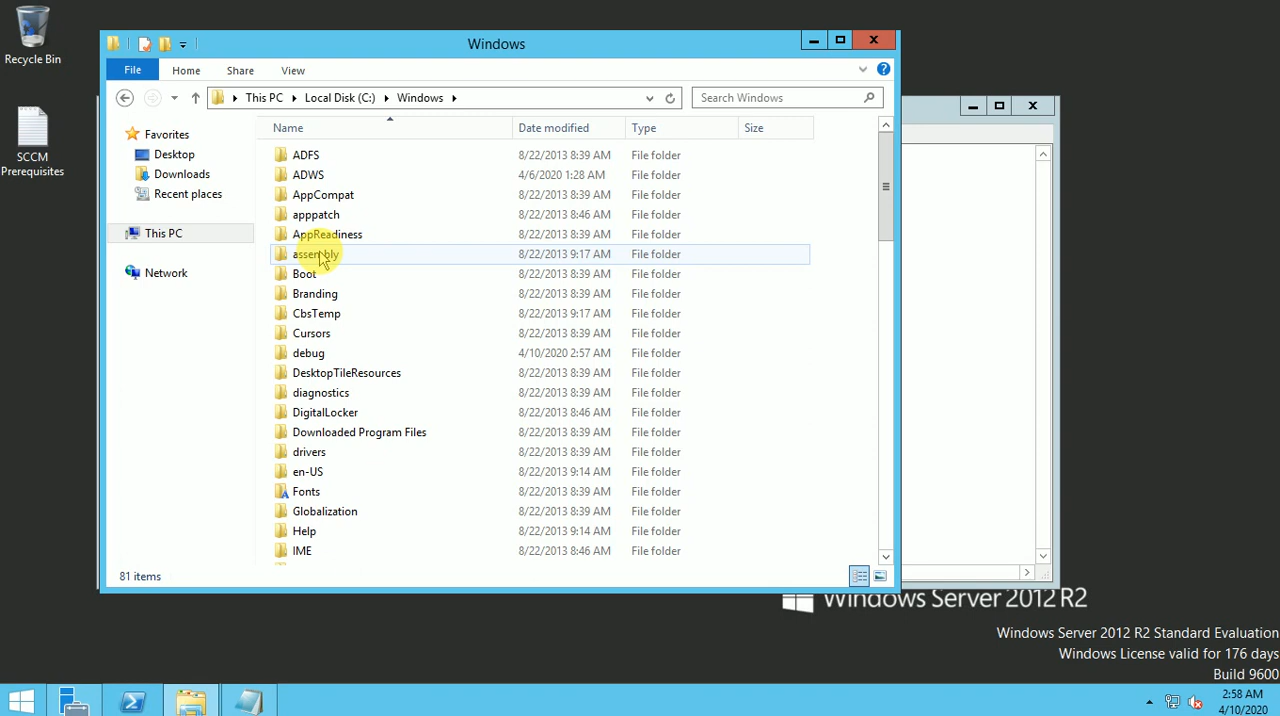 Recycle Bin
SCCM
Prerequisites
Windows
File Home Share View
This PC Local Disk (C:) Windows
Search Windows
Favorites
Desktop
Downloads
Recent places
This PC
Network
Name Date modified Type Size
ADFS 8/22/2013 8:39 AM File folder
ADWS 4/6/2020 1:28 AM File folder
AppCompat 8/22/2013 8:39 AM File folder
apppatch 8/22/2013 8:46 AM File folder
AppReadiness 8/22/2013 8:39 AM File folder
assembly 8/22/2013 9:17 AM File folder
Boot 8/22/2013 8:39 AM File folder
Branding 8/22/2013 8:39 AM File folder
CbsTemp 8/22/2013 9:17 AM File folder
Cursors 8/22/2013 8:39 AM File folder
debug 4/10/2020 2:57 AM File folder
DesktopTileResources 8/22/2013 8:39 AM File folder
diagnostics 8/22/2013 8:39 AM File folder
DigitalLocker 8/22/2013 8:46 AM File folder
Downloaded Program Files 8/22/2013 8:39 AM File folder
drivers 8/22/2013 8:39 AM File folder
en-US 8/22/2013 9:14 AM File folder
Fonts 8/22/2013 8:39 AM File folder
Globalization 8/22/2013 8:39 AM File folder
Help 8/22/2013 9:14 AM File folder
IME 8/22/2013 8:46 AM File folder
81 items
Windows Server 2012 R2
Windows Server 2012 R2 Standard Evaluation
Windows License valid for 176 days
Build 9600
2:58 AM
4/10/2020